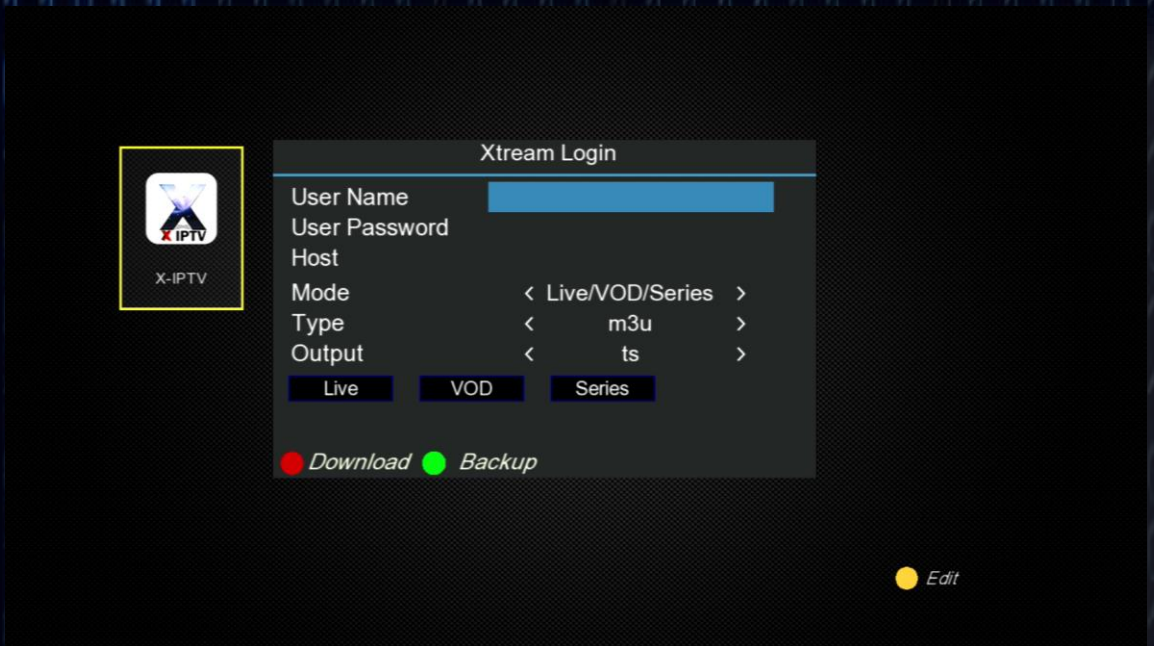 Xtream Login
User Name
User Password
X IPTV
Host
X-IPTV
Mode < Live/VOD/Series >
Type < m3u >
Output < ts >
Live VOD Series
Download Backup
Edit